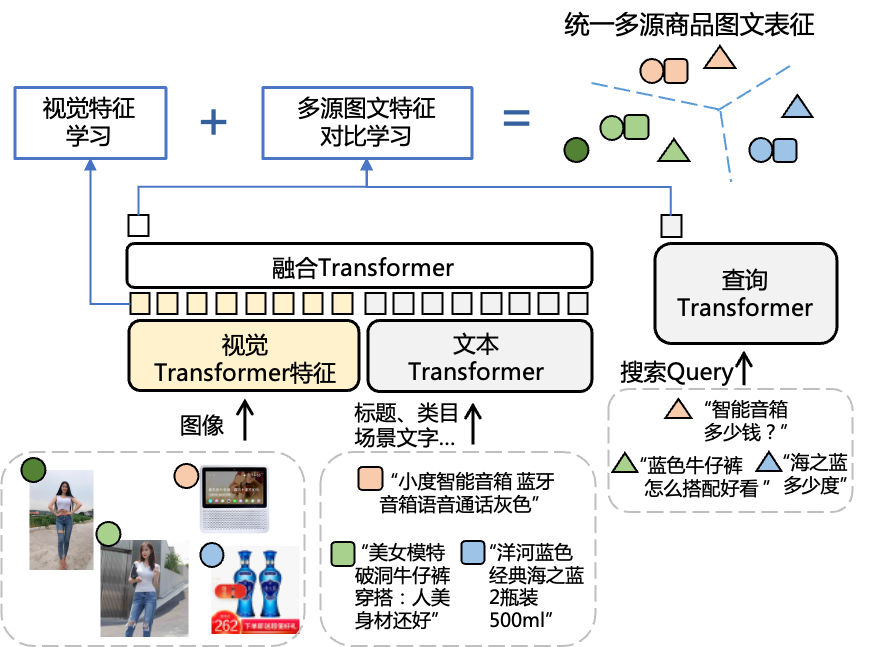 统一多源商品图文表征
视觉特征
学习
+
多源图文特征
对比学习
=
融合Transformer
查询
Transformer
视觉
Transformer特征
文本
Transformer
图像
标题、类目
场景文字...
搜索Query
“智能音箱
多少钱？”
“蓝色牛仔裤
怎么搭配好看 ”
“海之蓝
多少度”
“小度智能音箱 蓝牙
音箱语音通话灰色”
“美女模特
破洞牛仔裤
穿搭：人美
身材还好”
“洋河蓝色
经典海之蓝
2瓶装
500ml”
262